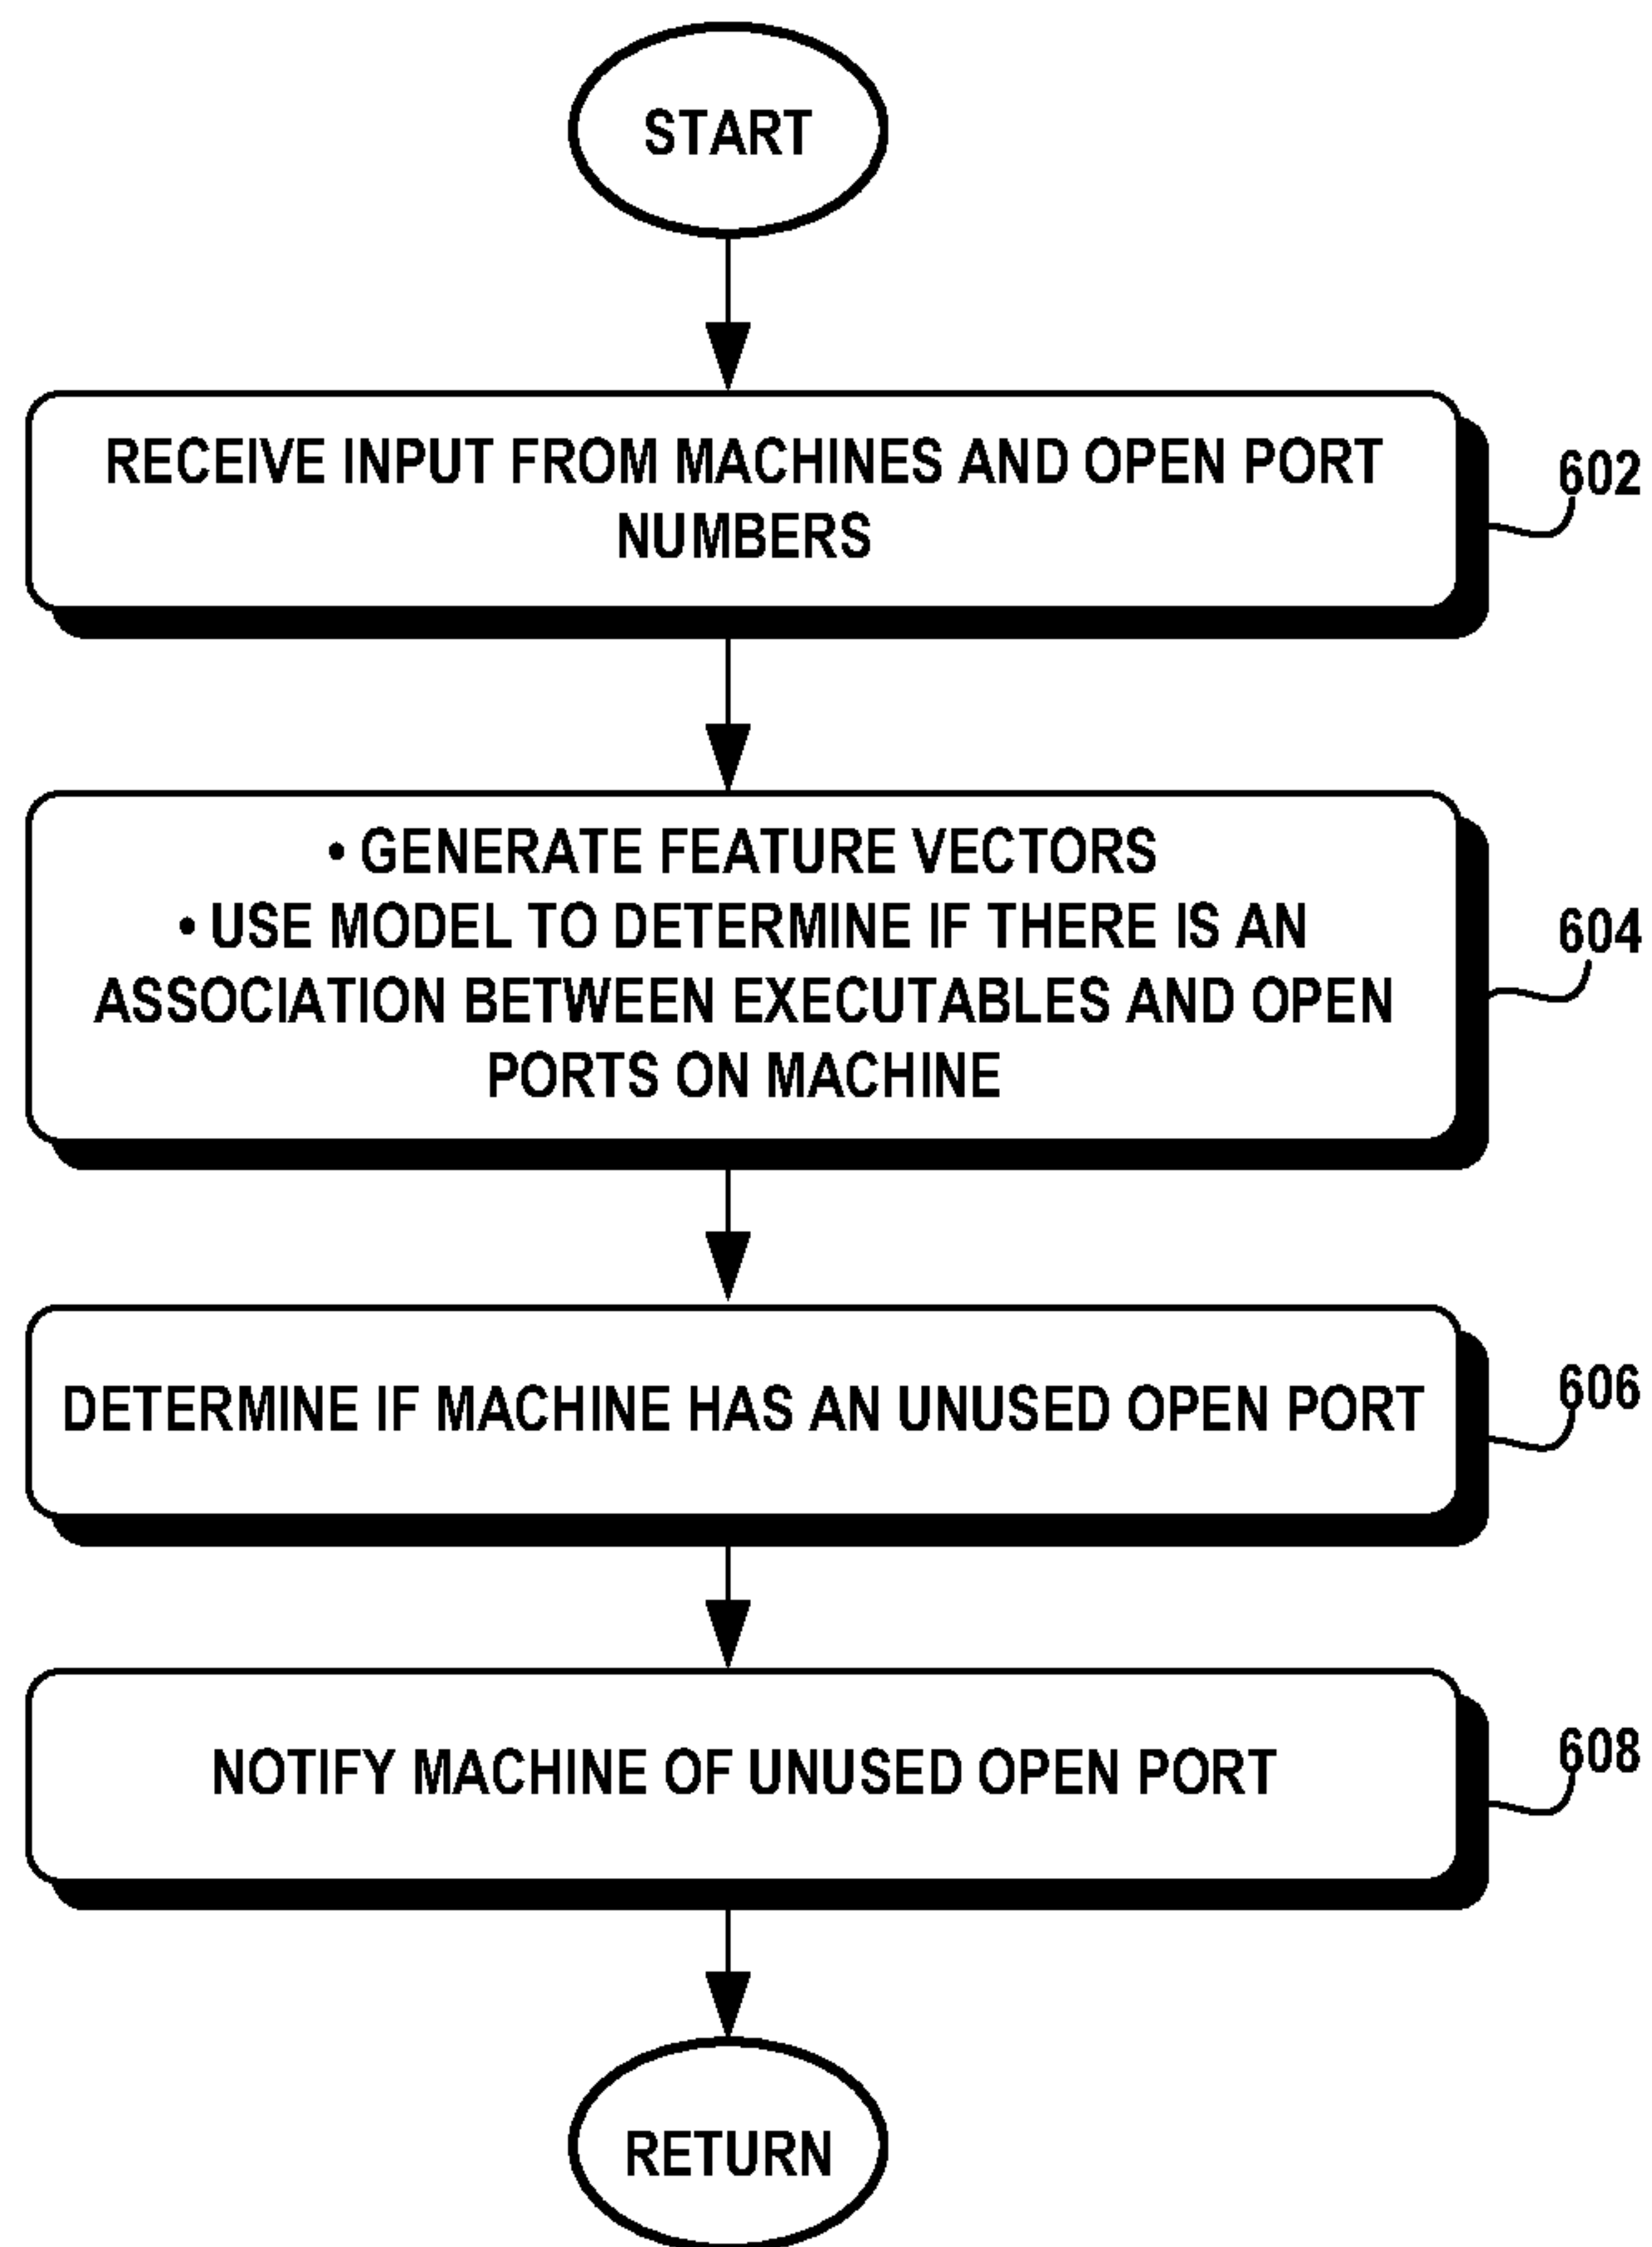 START
RECEIVE INPUT FROM MACHINES AND OPEN PORT
NUMBERS
602
• GENERATE FEATURE VECTORS
• USE MODEL TO DETERMINE IF THERE IS AN
ASSOCIATION BETWEEN EXECUTABLES AND OPEN
PORTS ON MACHINE
604
DETERMINE IF MACHINE HAS AN UNUSED OPEN PORT
606
NOTIFY MACHINE OF UNUSED OPEN PORT
608
RETURN